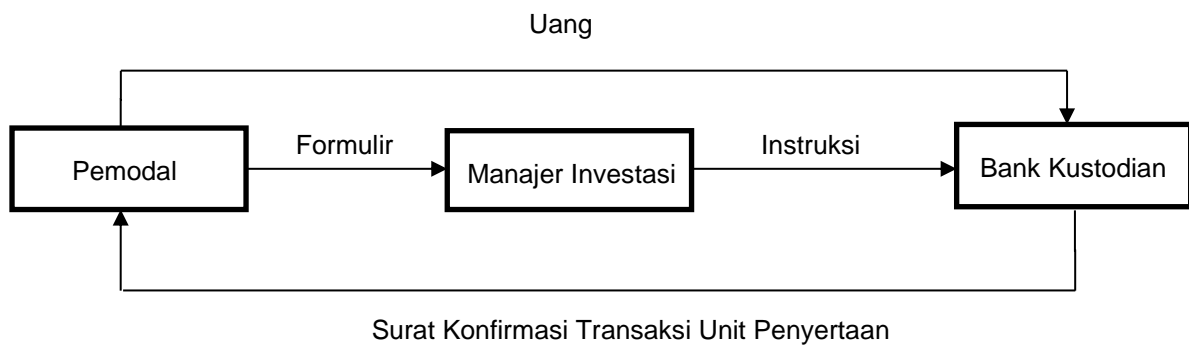 Uang
Formulir
Instruksi
Pemodal
Manajer Investasi
Bank Kustodian
Surat Konfirmasi Transaksi Unit Penyertaan